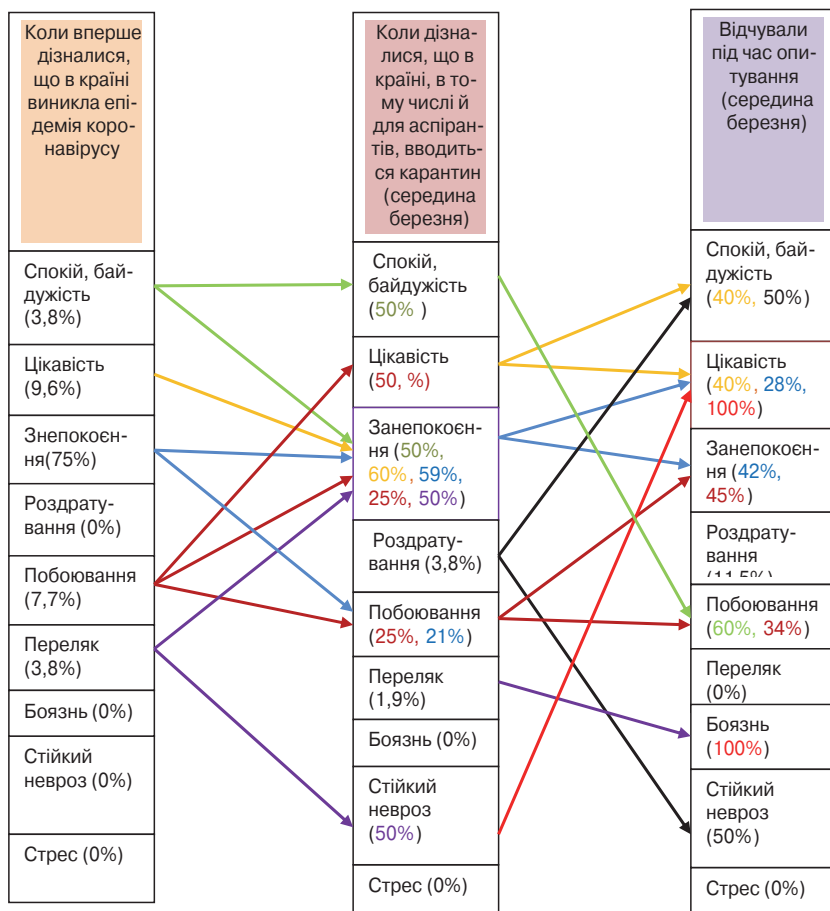 Коли вперше
дізналися,
що в країні
виникла епі-
демія коро-
навірусу
Спокій, бай-
дужість
(3,8%)
Цікавість
(9,6%)
Знепокоєн-
ня(75%)
Роздрату-
вання (0%)
Побоювання
(7,7%)
Переляк
(3,8%)
Боязнь (0%)
Стійкий
невроз (0%)
Стрес (0%)
Коли дізна-
лися, що в
країні, в то-
му числі й
для аспіран-
тів, вводить-
ся карантин
(середина
березня)
Спокій,
байдужість
(50% )
Цікавість
(50, %)
Занепокоєн-
ня (50%,
60%, 59%,
25%, 50%)
Роздрату-
вання (3,8%)
Побоювання
(25%, 21%)
Переляк
(1,9%)
Боязнь (0%)
Стійкий
невроз
(50%)
Стрес (0%)
Відчували
під час опи-
тування
(середина
березня)
Спокій, бай-
дужість
(40%, 50%)
Цікавість
(40%, 28%,
100%)
Занепокоєн-
ня (42%,
45%)
Роздрату-
вання
(11,5%)
Побоювання
(60%, 34%)
Переляк
(0%)
Боязнь
(100%)
Стійкий
невроз
(50%)
Стрес (0%)